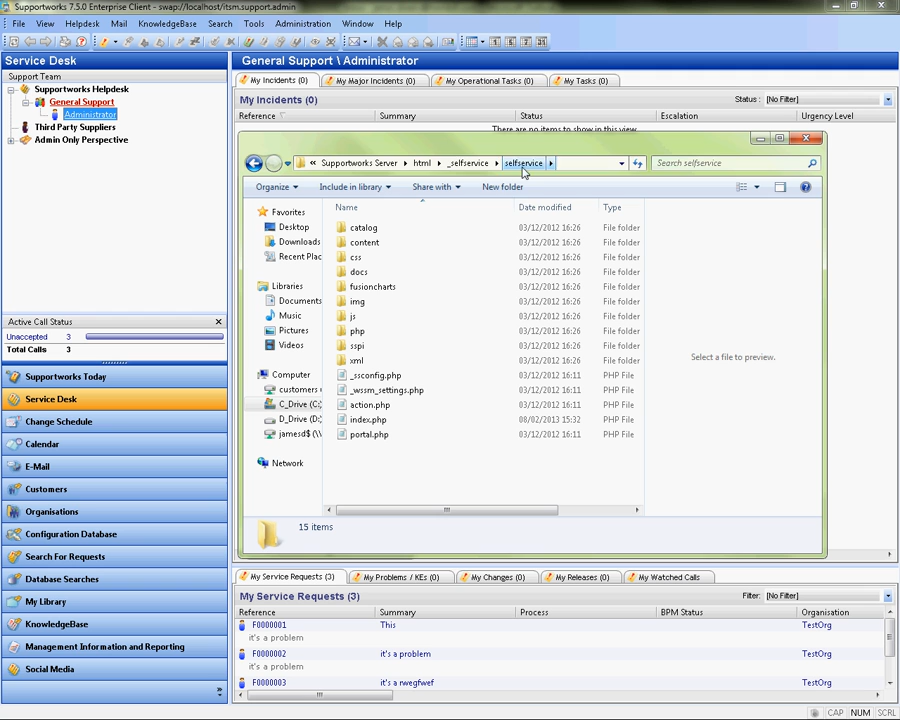 Supportworks 7.5.0 Enterprise Client - swap://localhost/itsm.support.admin
File View Helpdesk Mail KnowledgeBase Search Tools Administration Window Help
Service Desk
General Support \ Administrator
Support Team
Supportworks Helpdesk
General Support
Administrator
Third Party Suppliers
Admin Only Perspective
My Incidents (0) My Major Incidents (0) My Operational Tasks (0) My Tasks (0)
My Incidents (0) Status : [No Filter]
Reference Summary Status Escalation Urgency Level
There are no items to show in this view
« Supportworks Server html _selfservice selfservice Search selfservice
Organize Include in library Share with New folder
Favorites
Desktop
Downloads
Recent Plac
Libraries
Documents
Music
Pictures
Videos
Computer
customers
C_Drive (C:)
D_Drive (D:
jamesd$ (\\
Network
Name Date modified Type
catalog 03/12/2012 16:26 File folder
content 03/12/2012 16:26 File folder
css 03/12/2012 16:26 File folder
docs 03/12/2012 16:26 File folder
fusioncharts 03/12/2012 16:26 File folder
img 03/12/2012 16:26 File folder
js 03/12/2012 16:26 File folder
php 03/12/2012 16:26 File folder
sspi 03/12/2012 16:26 File folder
xml 03/12/2012 16:26 File folder
_ssconfig.php 03/12/2012 16:11 PHP File
_wssm_settings.php 03/12/2012 16:11 PHP File
action.php 03/12/2012 16:11 PHP File
index.php 08/02/2013 15:32 PHP File
portal.php 03/12/2012 16:11 PHP File
Select a file to preview.
15 items
Active Call Status
Unaccepted 3
Total Calls 3
Supportworks Today
Service Desk
Change Schedule
Calendar
E-Mail
Customers
Organisations
Configuration Database
Search For Requests
Database Searches
My Library
KnowledgeBase
Management Information and Reporting
Social Media
My Service Requests (3) My Problems / KEs (0) My Changes (0) My Releases (0) My Watched Calls
My Service Requests (3) Filter: [No Filter]
Reference Summary Process BPM Status Organisation
F0000001 This TestOrg
it's a problem
F0000002 it's a problem TestOrg
it's a problem
F0000003 it's a rwegfwef TestOrg
CAP NUM SCRL